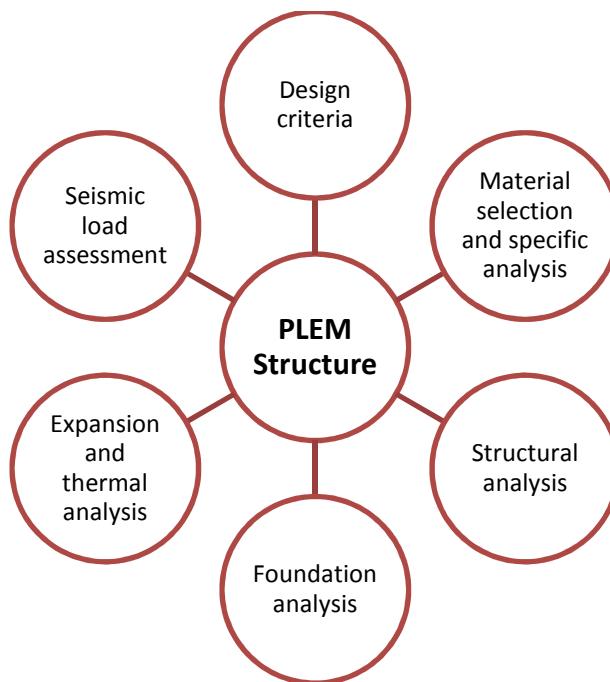 Design
criteria
Material
selection
and specific
analysis
Seismic
load
assessment
PLEM
Structure
Expansion
and
thermal
analysis
Structural
analysis
Foundation
analysis